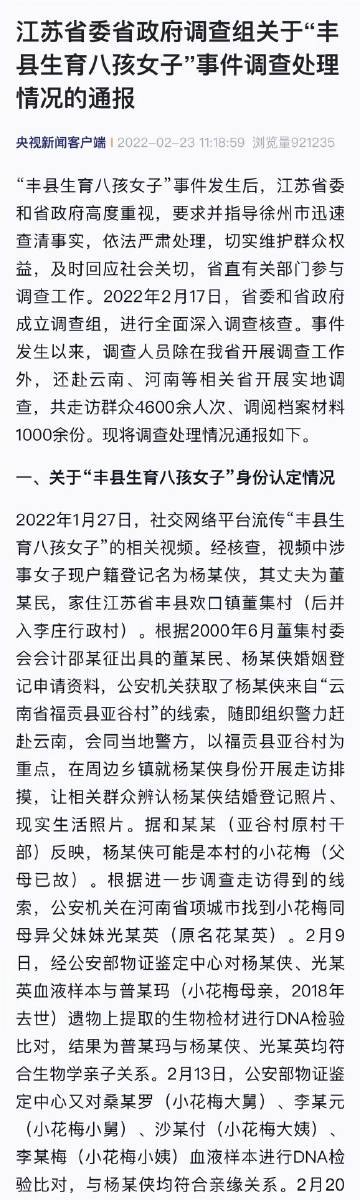 江苏省委省政府调查组关于“丰
县生育八孩女子”事件调查处理
情况的通报
央视新闻客户端 | 2022-02-23 11:18:59 浏览量921235
“丰县生育八孩女子”事件发生后，江苏省委
和省政府高度重视，要求并指导徐州市迅速
查清事实，依法严肃处理，切实维护群众权
益，及时回应社会关切，省直有关部门参与
调查工作。2022年2月17日，省委和省政府
成立调查组，进行全面深入调查核查。事件
发生以来，调查人员除在我省开展调查工作
外，还赴云南、河南等相关省开展实地调
查，共走访群众4600余人次、调阅档案材料
1000余份。现将调查处理情况通报如下。
一、关于“丰县生育八孩女子”身份认定情况
2022年1月27日，社交网络平台流传“丰县生
育八孩女子”的相关视频。经核查，视频中涉
事女子现户籍登记名为杨某侠，其丈夫为董
某民，家住江苏省丰县欢口镇董集村（后并
入李庄行政村）。根据2000年6月董集村委
会会计邵某征出具的董某民、杨某侠婚姻登
记申请资料，公安机关获取了杨某侠来自“云
南省福贡县亚谷村”的线索，随即组织警力赶
赴云南，会同当地警方，以福贡县亚谷村为
重点，在周边乡镇就杨某侠身份开展走访排
摸，让相关群众辨认杨某侠结婚登记照片、
现实生活照片。据和某某（亚谷村原村干
部）反映，杨某侠可能是本村的小花梅（父
母已故）。根据进一步调查走访得到的线
索，公安机关在河南省项城市找到小花梅同
母异父妹妹光某英（原名花某英）。2月9
日，经公安部物证鉴定中心对杨某侠、光某
英血液样本与普某玛（小花梅母亲，2018年
去世）遗物上提取的生物检材进行DNA检验
比对，结果为普某玛与杨某侠、光某英均符
合生物学亲子关系。2月13日，公安部物证鉴
定中心又对桑某罗（小花梅大舅）、李某元
（小花梅小舅）、沙某付（小花梅大姨）、
李某梅（小花梅小姨）血液样本进行DNA检
验比对，与杨某侠均符合亲缘关系。2月20